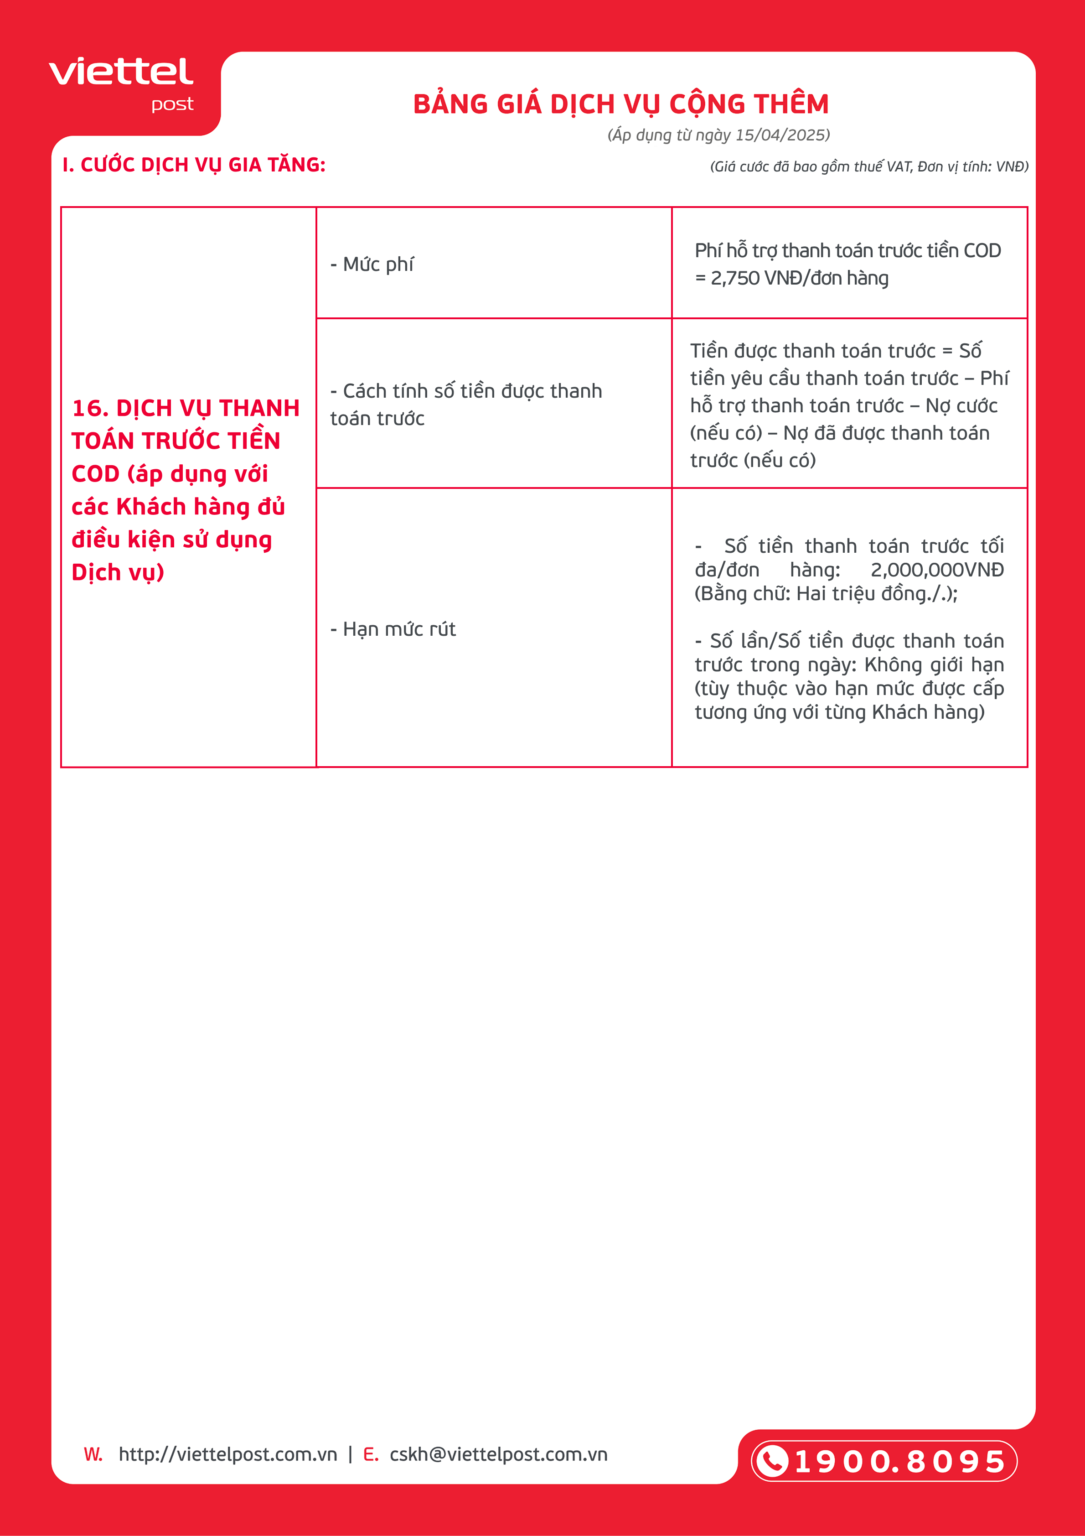 viettel
post
BẢNG GIÁ DỊCH VỤ CỘNG THÊM
(Áp dụng từ ngày 15/04/2025)
I. CƯỚC DỊCH VỤ GIA TĂNG:
(Giá cước đã bao gồm thuế VAT, Đơn vị tính: VNĐ)
16. DỊCH VỤ THANH
TOÁN TRƯỚC TIỀN
COD (áp dụng với
các Khách hàng đủ
điều kiện sử dụng
Dịch vụ)
- Mức phí
Phí hỗ trợ thanh toán trước tiền COD
= 2,750 VNĐ/đơn hàng
- Cách tính số tiền được thanh
toán trước
Tiền được thanh toán trước = Số
tiền yêu cầu thanh toán trước – Phí
hỗ trợ thanh toán trước – Nợ cước
(nếu có) – Nợ đã được thanh toán
trước (nếu có)
- Hạn mức rút
- Số tiền thanh toán trước tối
đa/đơn hàng: 2,000,000VNĐ
(Bằng chữ: Hai triệu đồng./.);
- Số lần/Số tiền được thanh toán
trước trong ngày: Không giới hạn
(tùy thuộc vào hạn mức được cấp
tương ứng với từng Khách hàng)
W. http://viettelpost.com.vn | E. cskh@viettelpost.com.vn
1900.8095